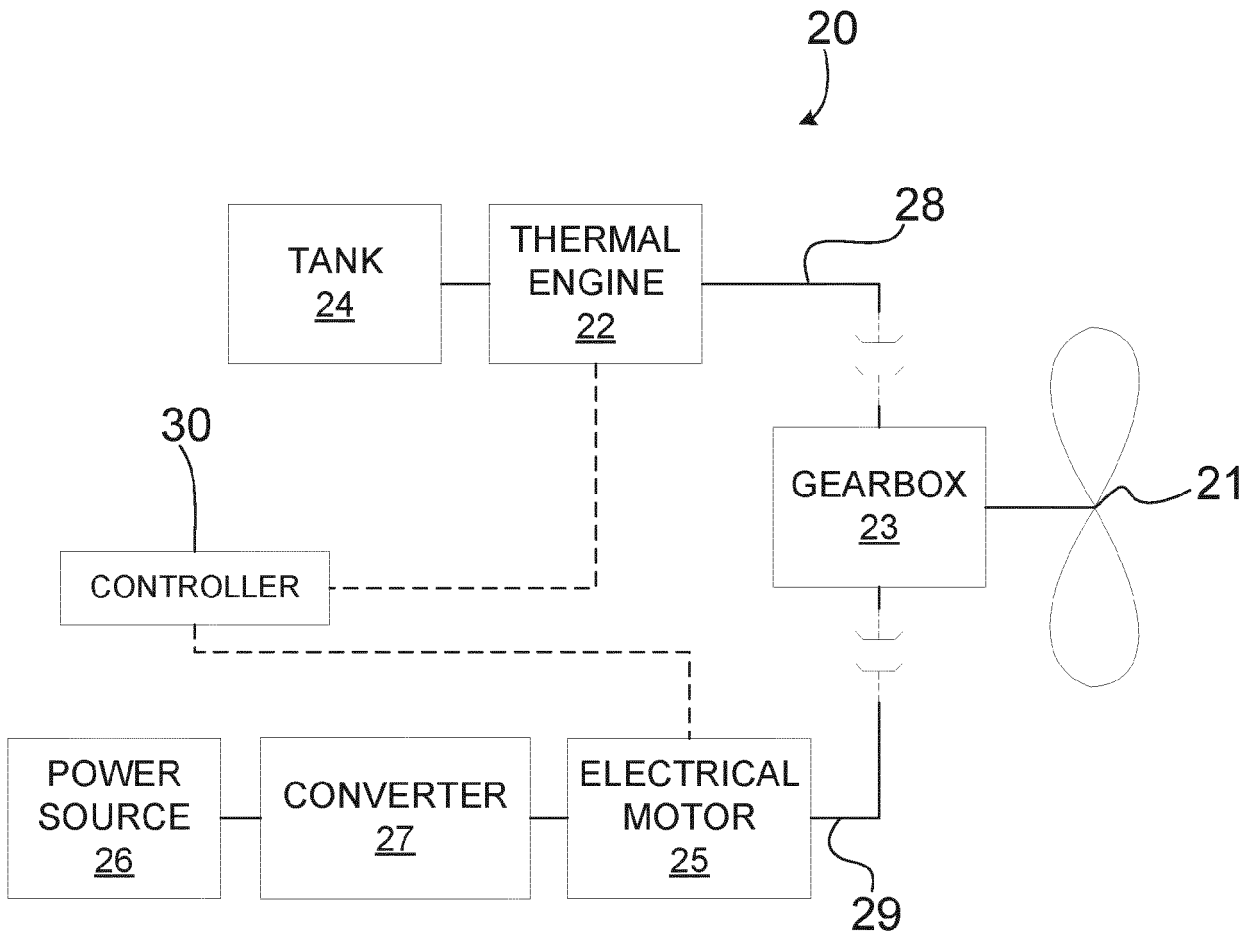 20
28
TANK
24
THERMAL
ENGINE
22
30
GEARBOX
23
21
CONTROLLER
POWER
SOURCE
26
CONVERTER
27
ELECTRICAL
MOTOR
25
29